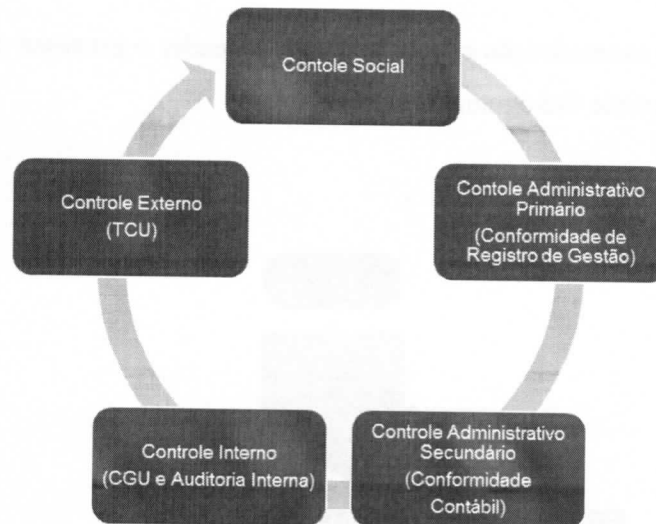 Contole Social
Contole Administrativo
Primário
(Conformidade de
Registro de Gestão)
Controle Administrativo
Secundário
(Conformidade
Contábil)
Controle Interno
(CGU e Auditoria Interna)
Controle Externo
(TCU)